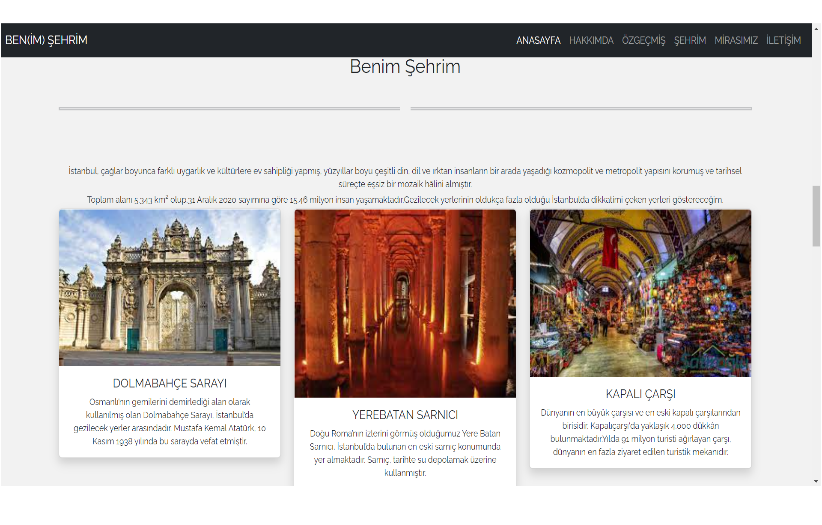 BEN(İM) ŞEHRİM
ANASAYFA HAKKIMDA ÖZGEÇMİŞ ŞEHRİM MİRASIMIZ İLETİŞİM
Benim Şehrim
İstanbul, çağlar boyunca farklı uygarlık ve kültürlere ev sahipliği yapmış, yüzyıllar boyu çeşitli din, dil ve ırktan insanların bir arada yaşadığı kozmopolit ve metropolit yapısını korumuş ve tarihsel
süreçte eşsiz bir mozaik hâlini almıştır.
Toplam alanı 5.343 km² olup,31 Aralık 2020 sayımına göre 15.46 milyon insan yaşamaktadır.Gezilecek yerlerinin oldukça fazla olduğu İstanbulda dikkatimi çeken yerleri göstereceğim.
DOLMABAHÇE SARAYI
Osmanlı'nın gemilerini demirlediği alan olarak
kullanılmış olan Dolmabahçe Sarayı, İstanbul'da
gezilecek yerler arasındadır. Mustafa Kemal Atatürk, 10
Kasım 1938 yılında bu sarayda vefat etmiştir.
YEREBATAN SARNICI
Doğu Roma'nın izlerini görmüş olduğumuz Yere Batan
Sarnıcı, İstanbul'da bulunan en eski sarnıç konumunda
yer almaktadır. Sarnıç, tarihte su depolamak üzerine
kullanmıştır.
KAPALI ÇARŞI
Dünyanın en büyük çarşısı ve en eski kapalı çarşılarından
birisidir. Kapalıçarşı'da yaklaşık 4.000 dükkân
bulunmaktadır.Yılda 91 milyon turisti ağırlayan çarşı,
dünyanın en fazla ziyaret edilen turistik mekanıdır.